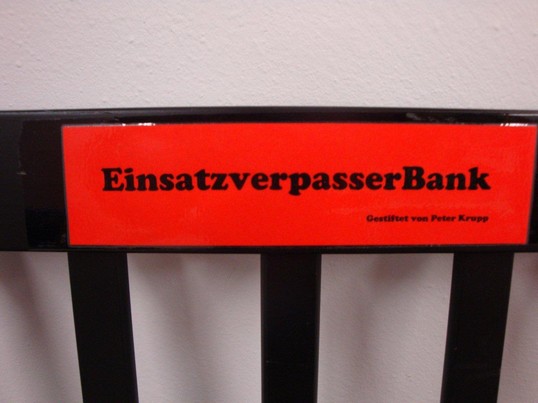 EinsatzverpasserBank
Gestiftet von Peter Krupp